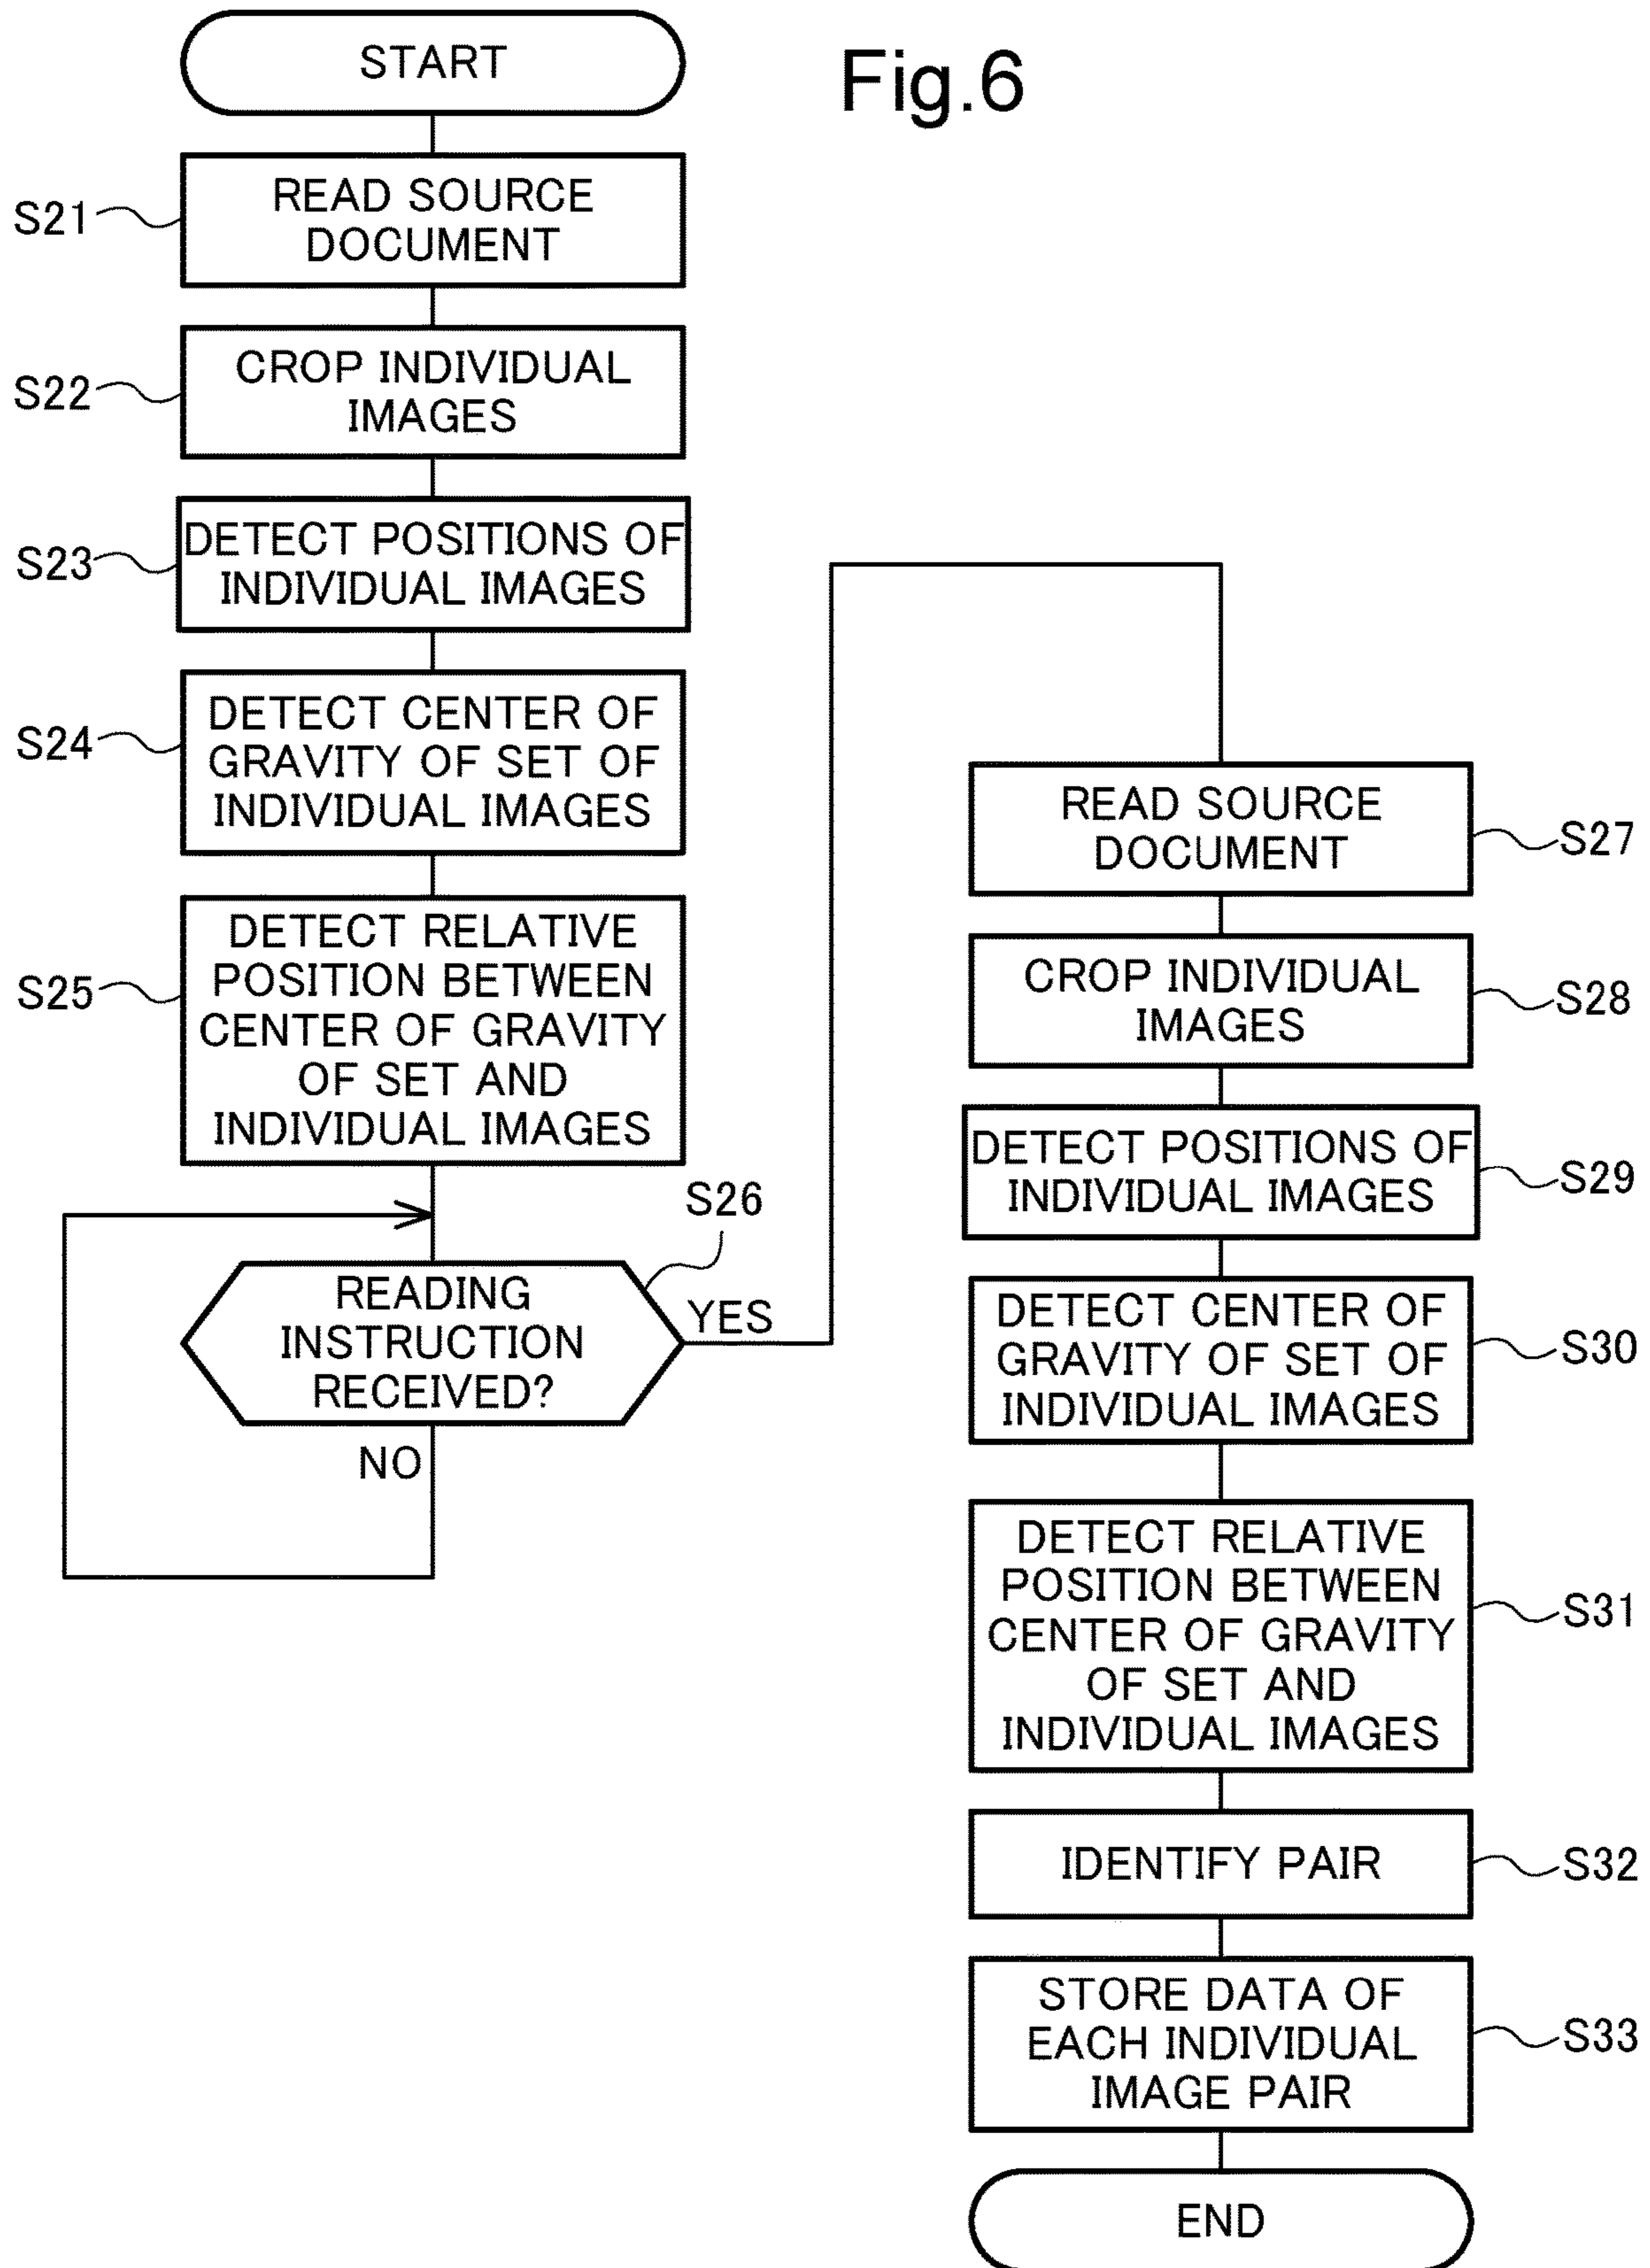 Fig.6
START
S21
READ SOURCE
DOCUMENT
S22
CROP INDIVIDUAL
IMAGES
S23
DETECT POSITIONS OF
INDIVIDUAL IMAGES
S24
DETECT CENTER OF
GRAVITY OF SET OF
INDIVIDUAL IMAGES
S25
DETECT RELATIVE
POSITION BETWEEN
CENTER OF GRAVITY
OF SET AND
INDIVIDUAL IMAGES
S26
READING
INSTRUCTION
RECEIVED?
YES
NO
READ SOURCE
DOCUMENT
S27
CROP INDIVIDUAL
IMAGES
S28
DETECT POSITIONS OF
INDIVIDUAL IMAGES
S29
DETECT CENTER OF
GRAVITY OF SET OF
INDIVIDUAL IMAGES
S30
DETECT RELATIVE
POSITION BETWEEN
CENTER OF GRAVITY
OF SET AND
INDIVIDUAL IMAGES
S31
IDENTIFY PAIR
S32
STORE DATA OF
EACH INDIVIDUAL
IMAGE PAIR
S33
END